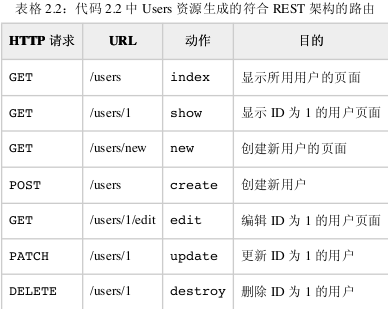 表格 2.2：代码 2.2 中 Users 资源生成的符合 REST 架构的路由
HTTP 请求 URL 动作 目的
GET /users index 显示所用用户的页面
GET /users/1 show 显示 ID 为 1 的用户页面
GET /users/new new 创建新用户的页面
POST /users create 创建新用户
GET /users/1/edit edit 编辑 ID 为 1 的用户页面
PATCH /users/1 update 更新 ID 为 1 的用户
DELETE /users/1 destroy 删除 ID 为 1 的用户